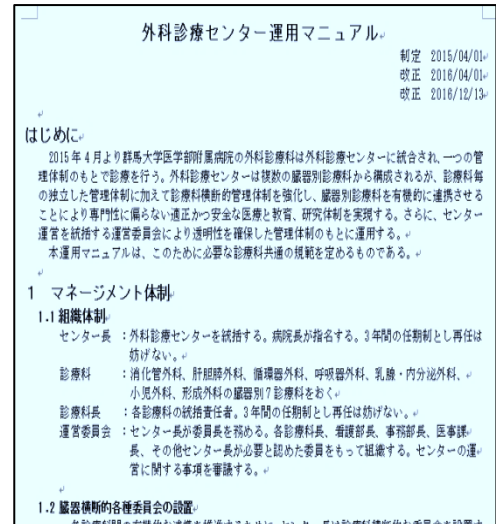 外科診療センター運用マニュアル
制定 2015/04/01
改正 2016/04/01
改正 2016/12/13
はじめに
2015年4月より群馬大学医学部附属病院の外科診療科は外科診療センターに統合され、一つの管
理体制のもとで診療を行う。外科診療センターは複数の臓器別診療科から構成されるが、診療科毎
の独立した管理体制に加えて診療科横断的管理体制を強化し、臓器別診療科を有機的に連携させる
ことにより専門性に偏らない適正かつ安全な医療と教育、研究体制を実現する。さらに、センター
運営を統括する運営委員会により透明性を確保した管理体制のもとに運用する。
本運用マニュアルは、このために必要な診療科共通の規範を定めるものである。
1 マネージメント体制
1.1 組織体制
センター長 ：外科診療センターを統括する。病院長が指名する。3年間の任期制とし再任は
妨げない。
診療科 ：消化管外科、肝胆膵外科、循環器外科、呼吸器外科、乳腺・内分泌外科、
小児外科、形成外科の臓器別7診療科をおく
診療科長 ：各診療科の統括責任者。3年間の任期制とし再任は妨げない。
運営委員会 ：センター長が委員長を務める。各診療科長、看護部長、事務部長、医事課
長、その他センター長が必要と認めた委員をもって組織する。センターの運
営に関する事項を審議する。
1.2 臓器横断的各種委員会の設置